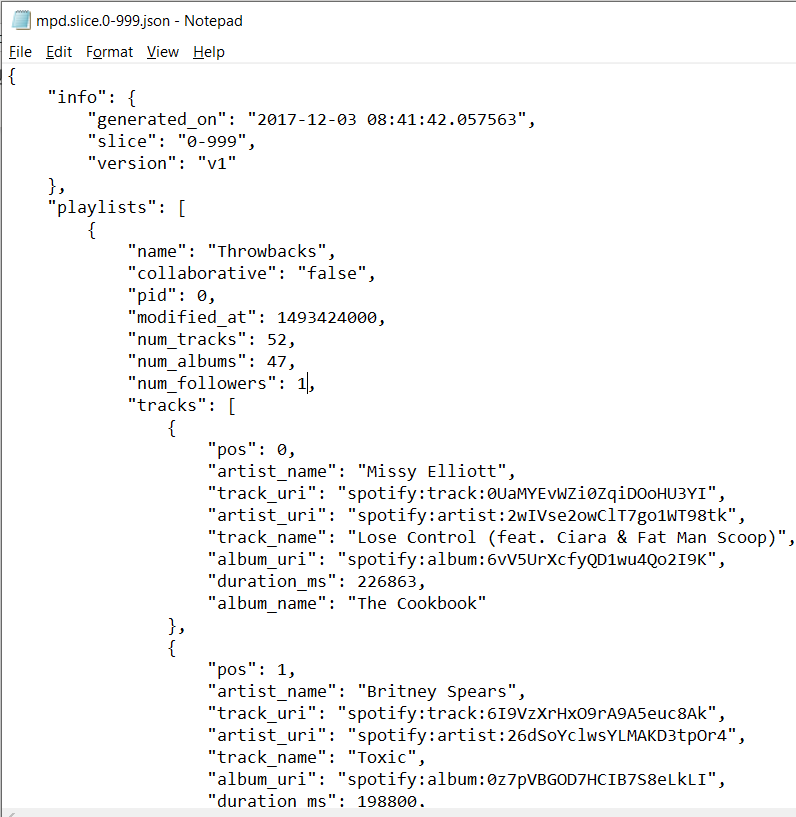 mpd.slice.0-999.json - Notepad
File Edit Format View Help
{
    "info": {
        "generated_on": "2017-12-03 08:41:42.057563",
        "slice": "0-999",
        "version": "v1"
    },
    "playlists": [
        {
            "name": "Throwbacks",
            "collaborative": "false",
            "pid": 0,
            "modified_at": 1493424000,
            "num_tracks": 52,
            "num_albums": 47,
            "num_followers": 1,
            "tracks": [
                {
                    "pos": 0,
                    "artist_name": "Missy Elliott",
                    "track_uri": "spotify:track:0UaMYEvWZi0ZqiDOoHU3YI",
                    "artist_uri": "spotify:artist:2wIVse2owClT7go1WT98tk",
                    "track_name": "Lose Control (feat. Ciara & Fat Man Scoop)",
                    "album_uri": "spotify:album:6vV5UrXcfyQD1wu4Qo2I9K",
                    "duration_ms": 226863,
                    "album_name": "The Cookbook"
                },
                {
                    "pos": 1,
                    "artist_name": "Britney Spears",
                    "track_uri": "spotify:track:6I9VzXrHxO9rA9A5euc8Ak",
                    "artist_uri": "spotify:artist:26dSoYclwsYLMAKD3tpOr4",
                    "track_name": "Toxic",
                    "album_uri": "spotify:album:0z7pVBGOD7HCIB7S8eLkLI",
                    "duration_ms": 198800,